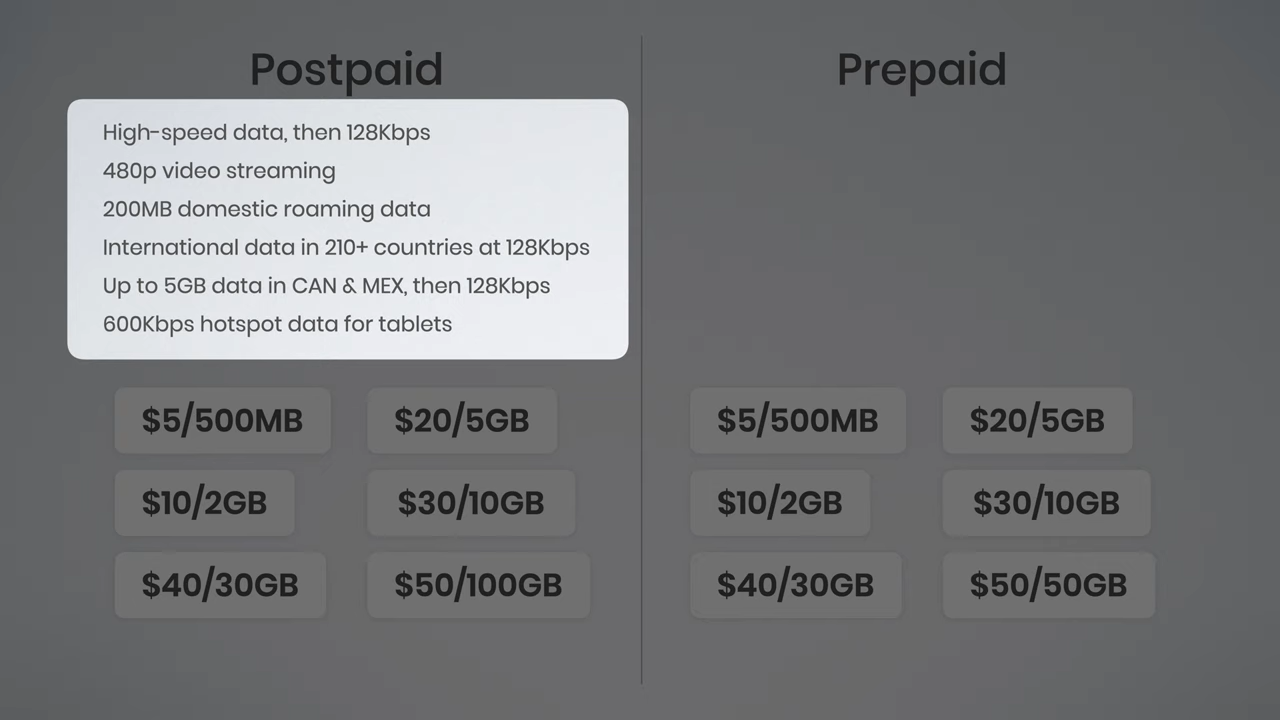 Postpaid
High-speed data, then 128Kbps
480p video streaming
200MB domestic roaming data
International data in 210+ countries at 128Kbps
Up to 5GB data in CAN & MEX, then 128Kbps
600Kbps hotspot data for tablets
$5/500MB
$20/5GB
$10/2GB
$30/10GB
$40/30GB
$50/100GB
Prepaid
$5/500MB
$20/5GB
$10/2GB
$30/10GB
$40/30GB
$50/50GB